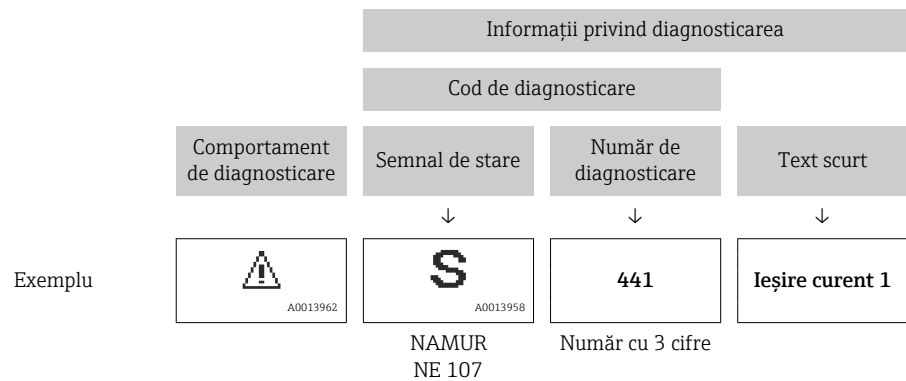 Informații privind diagnosticarea
Cod de diagnosticare
Comportament
de diagnosticare
Semnal de stare
Număr de
diagnosticare
Text scurt
↓ ↓ ↓
Exemplu
A0013962
S
A0013958
441
Ieșire curent 1
NAMUR
NE 107
Număr cu 3 cifre